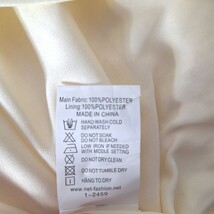 Main Fabric:100%POLYESTER
Lining:100%POLYESTER
MADE IN CHINA
HAND WASH COLD
SEPARATELY
DO NOT SOAK
DO NOT BLEACH
LOW IRON IF NEEDED
WITH MIDDLE SETTING
DO NOT DRY CLEAN
DO NOT TUMBLE DRY
HANG TO DRY
www.net-fashion.net
1-2458